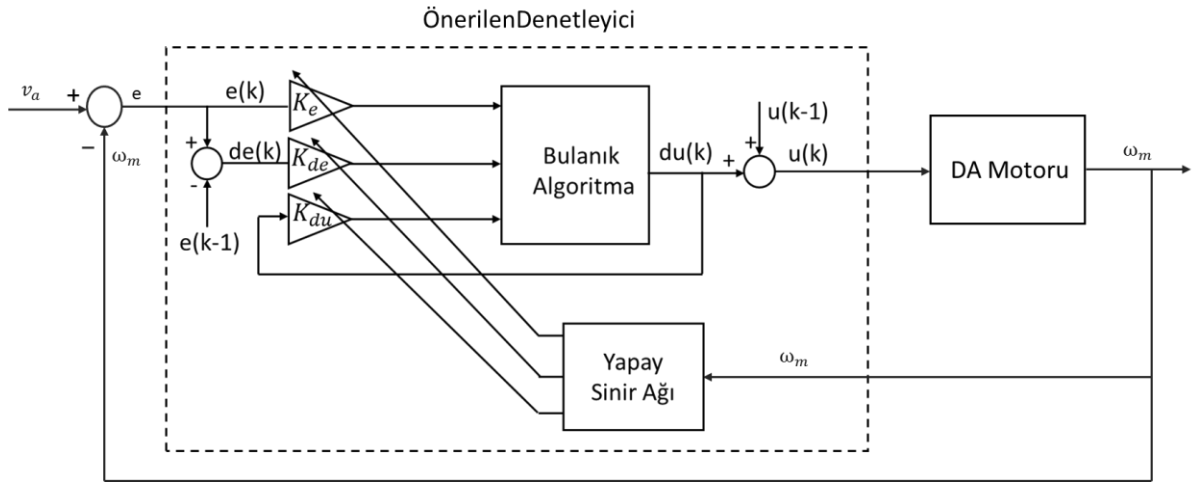 ÖnerilenDenetleyici
v_a
+
e
−
ω_m
e(k)
K_e
+
de(k)
K_de
-
e(k-1)
K_du
Bulanık
Algoritma
du(k)
+
+
u(k-1)
u(k)
DA Motoru
ω_m
Yapay
Sinir Ağı
ω_m